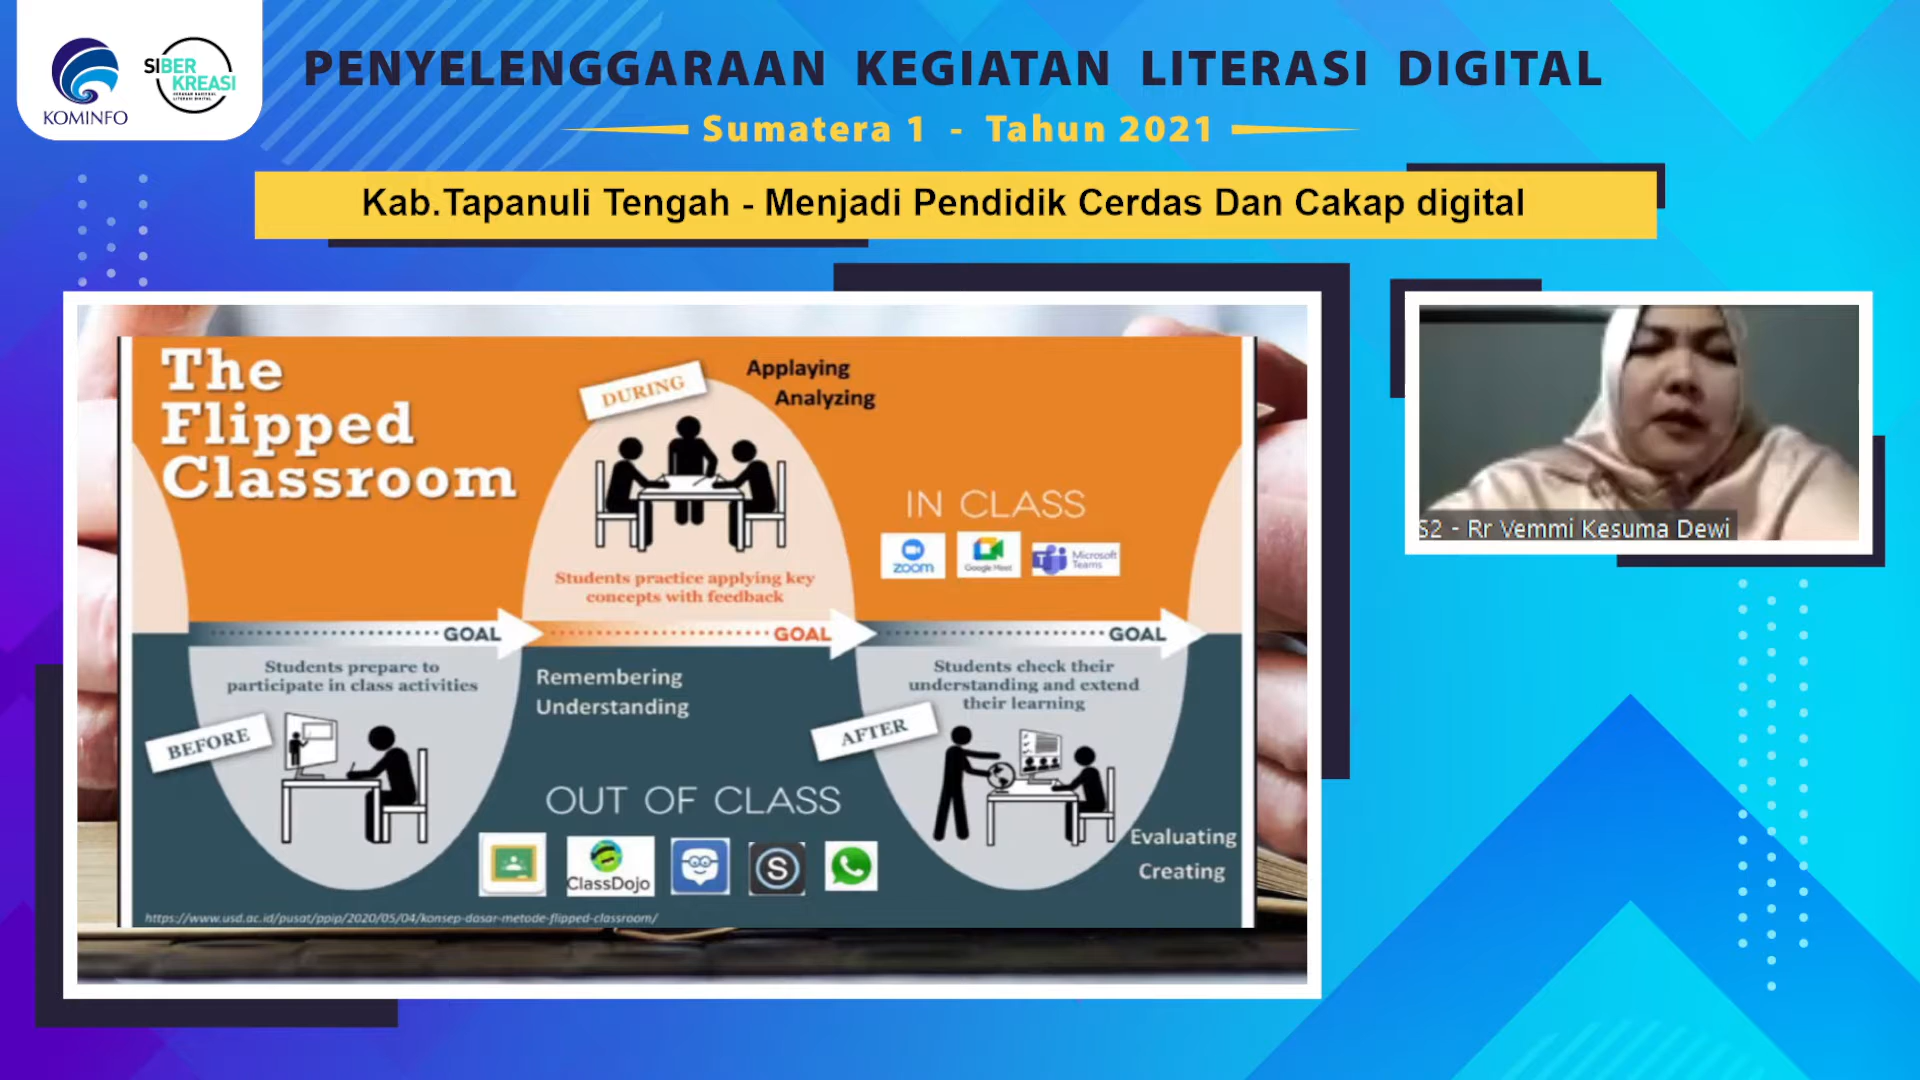 KOMINFO
SIBER
KREASI
PENYELENGGARAAN KEGIATAN LITERASI DIGITAL
Sumatera 1 - Tahun 2021
Kab.Tapanuli Tengah - Menjadi Pendidik Cerdas Dan Cakap digital
The
Flipped
Classroom
DURING
Applaying
Analyzing
IN CLASS
zoom
Google Meet
Microsoft
Teams
Students practice applying key
concepts with feedback
GOAL
GOAL
GOAL
Students prepare to
participate in class activities
BEFORE
Remembering
Understanding
Students check their
understanding and extend
their learning
AFTER
OUT OF CLASS
ClassDojo
S
Evaluating
Creating
https://www.usd.ac.id/pusat/ppip/2020/05/04/konsep-dasar-metode-flipped-classroom/
S2 - Rr Vemmi Kesuma Dewi